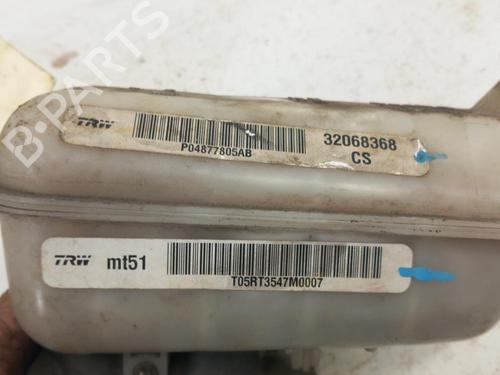 B-PARTS
TRW
P04877805AB
32068368
CS
TRW mt51
T05RT3547M0007